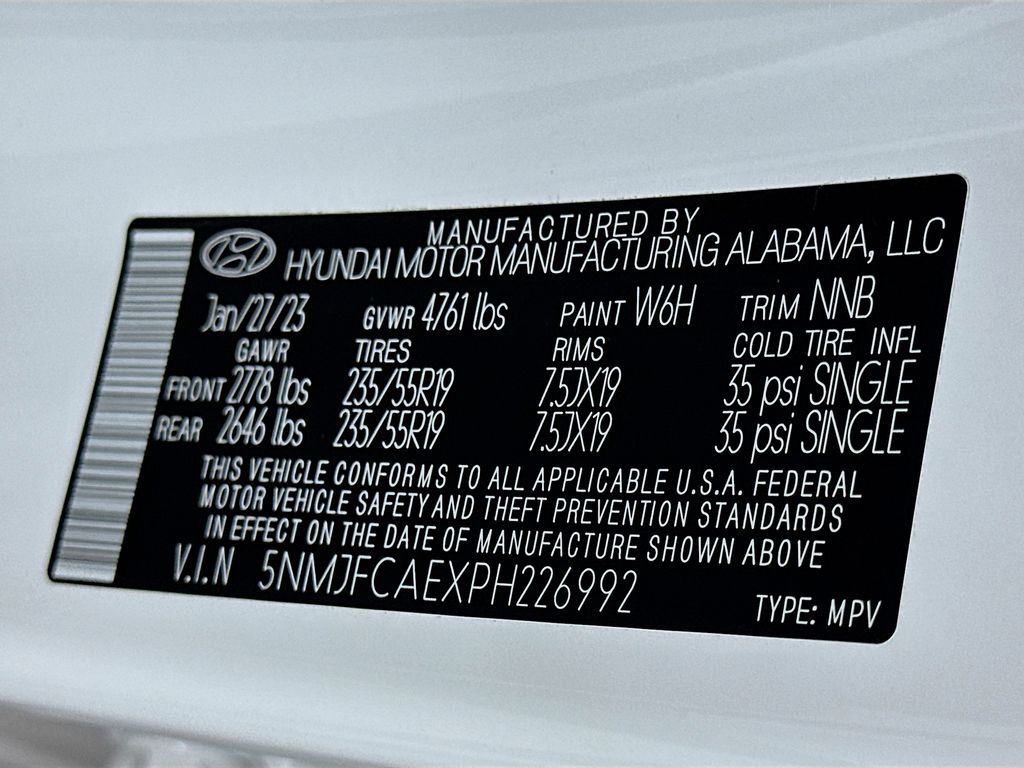 MANUFACTURED BY
HYUNDAI MOTOR MANUFACTURING ALABAMA, LLC
Jan/27/23 GVWR 4761 lbs PAINT W6H TRIM NNB
GAWR TIRES RIMS COLD TIRE INFL
FRONT 2778 lbs 235/55R19 7.5JX19 35 psi SINGLE
REAR 2646 lbs 235/55R19 7.5JX19 35 psi SINGLE
THIS VEHICLE CONFORMS TO ALL APPLICABLE U.S.A. FEDERAL
MOTOR VEHICLE SAFETY AND THEFT PREVENTION STANDARDS
IN EFFECT ON THE DATE OF MANUFACTURE SHOWN ABOVE
V.I.N 5NMJFCAEXPH226992
TYPE: MPV